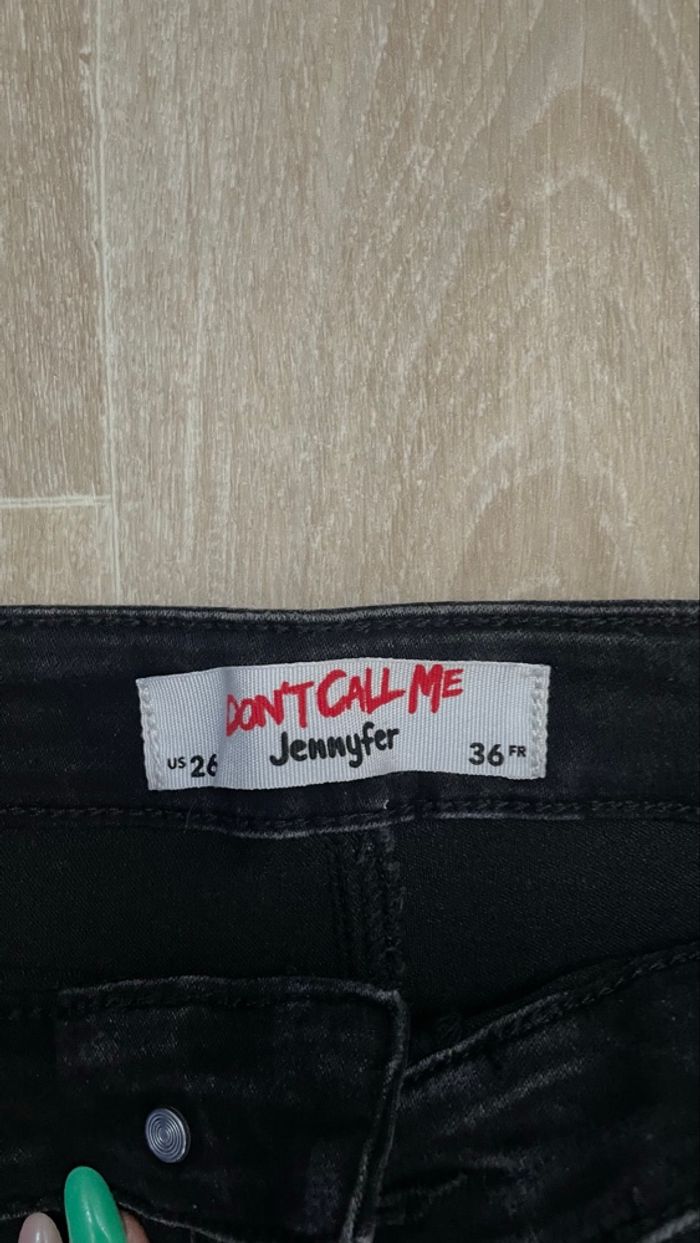 DON'T CALL ME
Jennyfer
US 26
36 FR